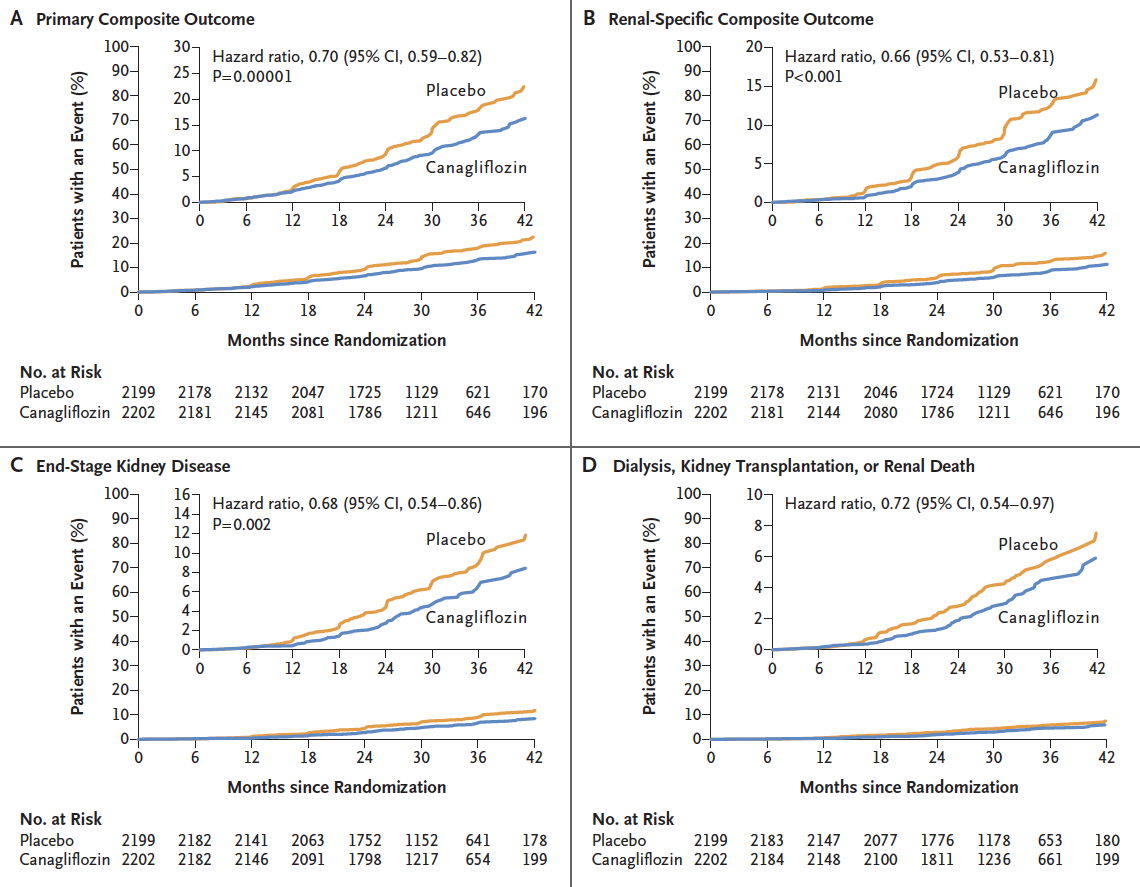 A Primary Composite Outcome
Patients with an Event (%)
100
90
80
70
60
50
40
30
20
10
0
30
25
20
15
10
5
0
Hazard ratio, 0.70 (95% CI, 0.59–0.82)
P=0.00001
Placebo
Canagliflozin
0 6 12 18 24 30 36 42
0 6 12 18 24 30 36 42
Months since Randomization
No. at Risk
Placebo 2199 2178 2132 2047 1725 1129 621 170
Canagliflozin 2202 2181 2145 2081 1786 1211 646 196
B Renal-Specific Composite Outcome
Patients with an Event (%)
100
90
80
70
60
50
40
30
20
10
0
20
15
10
5
0
Hazard ratio, 0.66 (95% CI, 0.53–0.81)
P<0.001
Placebo
Canagliflozin
0 6 12 18 24 30 36 42
0 6 12 18 24 30 36 42
Months since Randomization
No. at Risk
Placebo 2199 2178 2131 2046 1724 1129 621 170
Canagliflozin 2202 2181 2144 2080 1786 1211 646 196
C End-Stage Kidney Disease
Patients with an Event (%)
100
90
80
70
60
50
40
30
20
10
0
16
14
12
10
8
6
4
2
0
Hazard ratio, 0.68 (95% CI, 0.54–0.86)
P=0.002
Placebo
Canagliflozin
0 6 12 18 24 30 36 42
0 6 12 18 24 30 36 42
Months since Randomization
No. at Risk
Placebo 2199 2182 2141 2063 1752 1152 641 178
Canagliflozin 2202 2182 2146 2091 1798 1217 654 199
D Dialysis, Kidney Transplantation, or Renal Death
Patients with an Event (%)
100
90
80
70
60
50
40
30
20
10
0
10
8
6
4
2
0
Hazard ratio, 0.72 (95% CI, 0.54–0.97)
Placebo
Canagliflozin
0 6 12 18 24 30 36 42
0 6 12 18 24 30 36 42
Months since Randomization
No. at Risk
Placebo 2199 2183 2147 2077 1776 1178 653 180
Canagliflozin 2202 2184 2148 2100 1811 1236 661 199